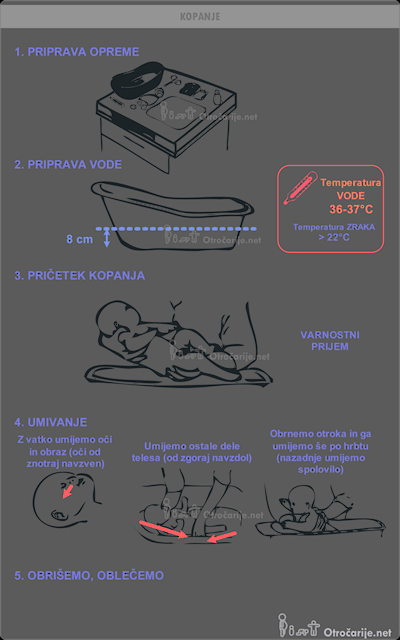 KOPANJE
1. PRIPRAVA OPREME
Otročarije.net
2. PRIPRAVA VODE
8 cm
Otročarije.net
Temperatura
VODE
36-37°C
Temperatura ZRAKA
> 22°C
3. PRIČETEK KOPANJA
Otročarije.net
VARNOSTNI
PRIJEM
4. UMIVANJE
Z vatko umijemo oči
in obraz (oči od
znotraj navzven)
Umijemo ostale dele
telesa (od zgoraj navzdol)
Obrnemo otroka in ga
umijemo še po hrbtu
(nazadnje umijemo
spolovilo)
Otročarije.net
5. OBRIŠEMO, OBLEČEMO
Otročarije.net